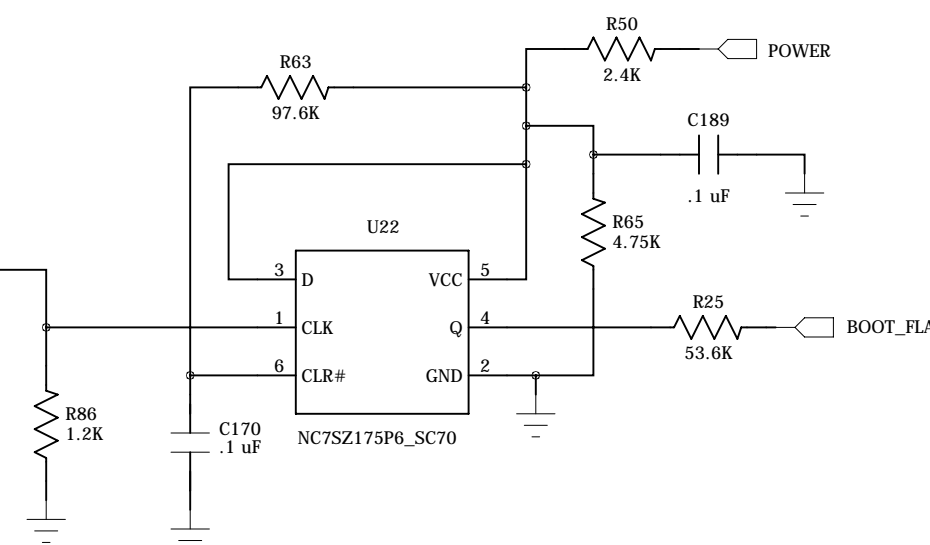 R50
POWER
2.4K
R63
97.6K
C189
.1 uF
R65
4.75K
U22
3 D
VCC 5
1 CLK
Q 4
6 CLR#
GND 2
R25
BOOT_FLA
53.6K
R86
1.2K
C170
.1 uF
NC7SZ175P6_SC70